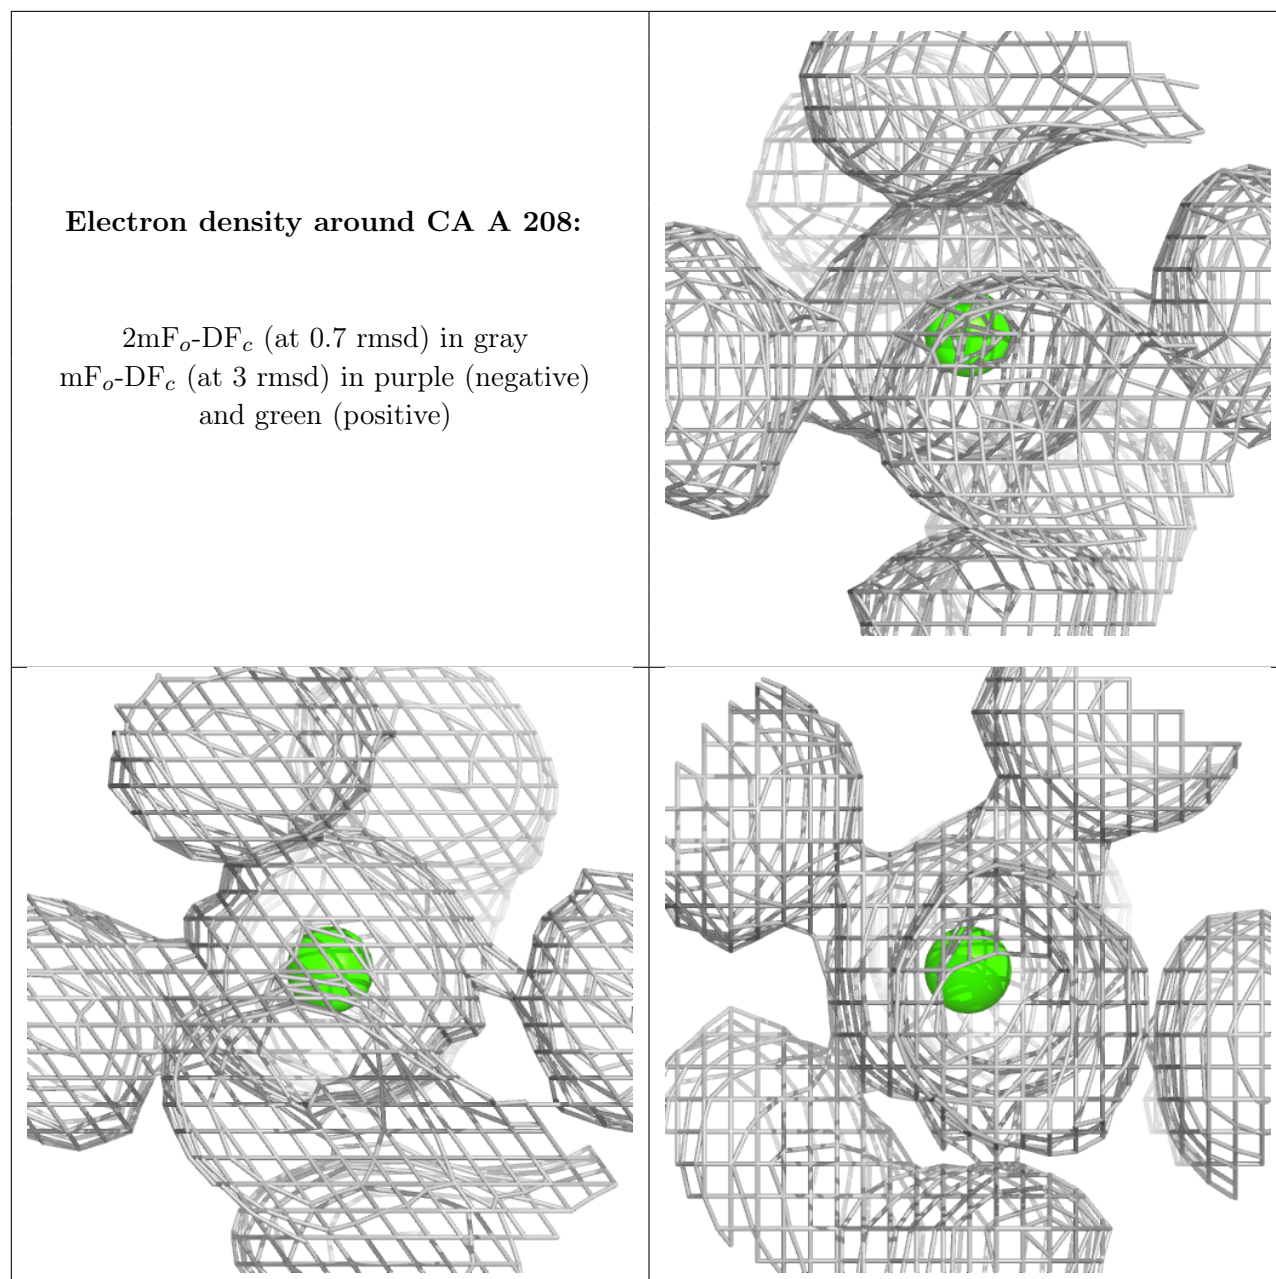 Electron density around CA A 208:
2mFo-DFc (at 0.7 rmsd) in gray
mFo-DFc (at 3 rmsd) in purple (negative)
and green (positive)